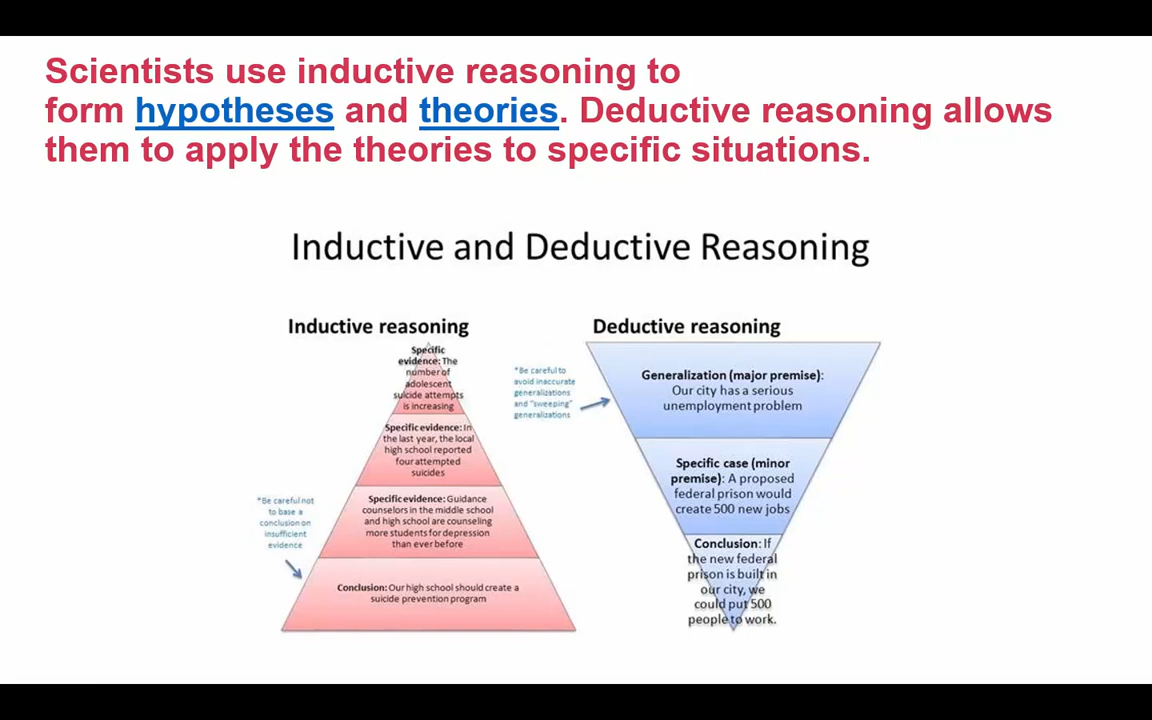 Scientists use inductive reasoning to
form hypotheses and theories. Deductive reasoning allows
them to apply the theories to specific situations.
Inductive and Deductive Reasoning
Inductive reasoning
Specific
evidence: The
number of
adolescent
suicide attempts
is increasing
Specific evidence: In
the last year, the local
high school reported
four attempted
suicides
Specific evidence: Guidance
counselors in the middle school
and high school are counseling
more students for depression
than ever before
*Be careful not
to base a
conclusion on
insufficient
evidence
Conclusion: Our high school should create a
suicide prevention program
Deductive reasoning
*Be careful to
avoid inaccurate
generalizations
and "sweeping"
generalizations
Generalization (major premise):
Our city has a serious
unemployment problem
Specific case (minor
premise): A proposed
federal prison would
create 500 new jobs
Conclusion: If
the new federal
prison is built in
our city, we
could put 500
people to work.